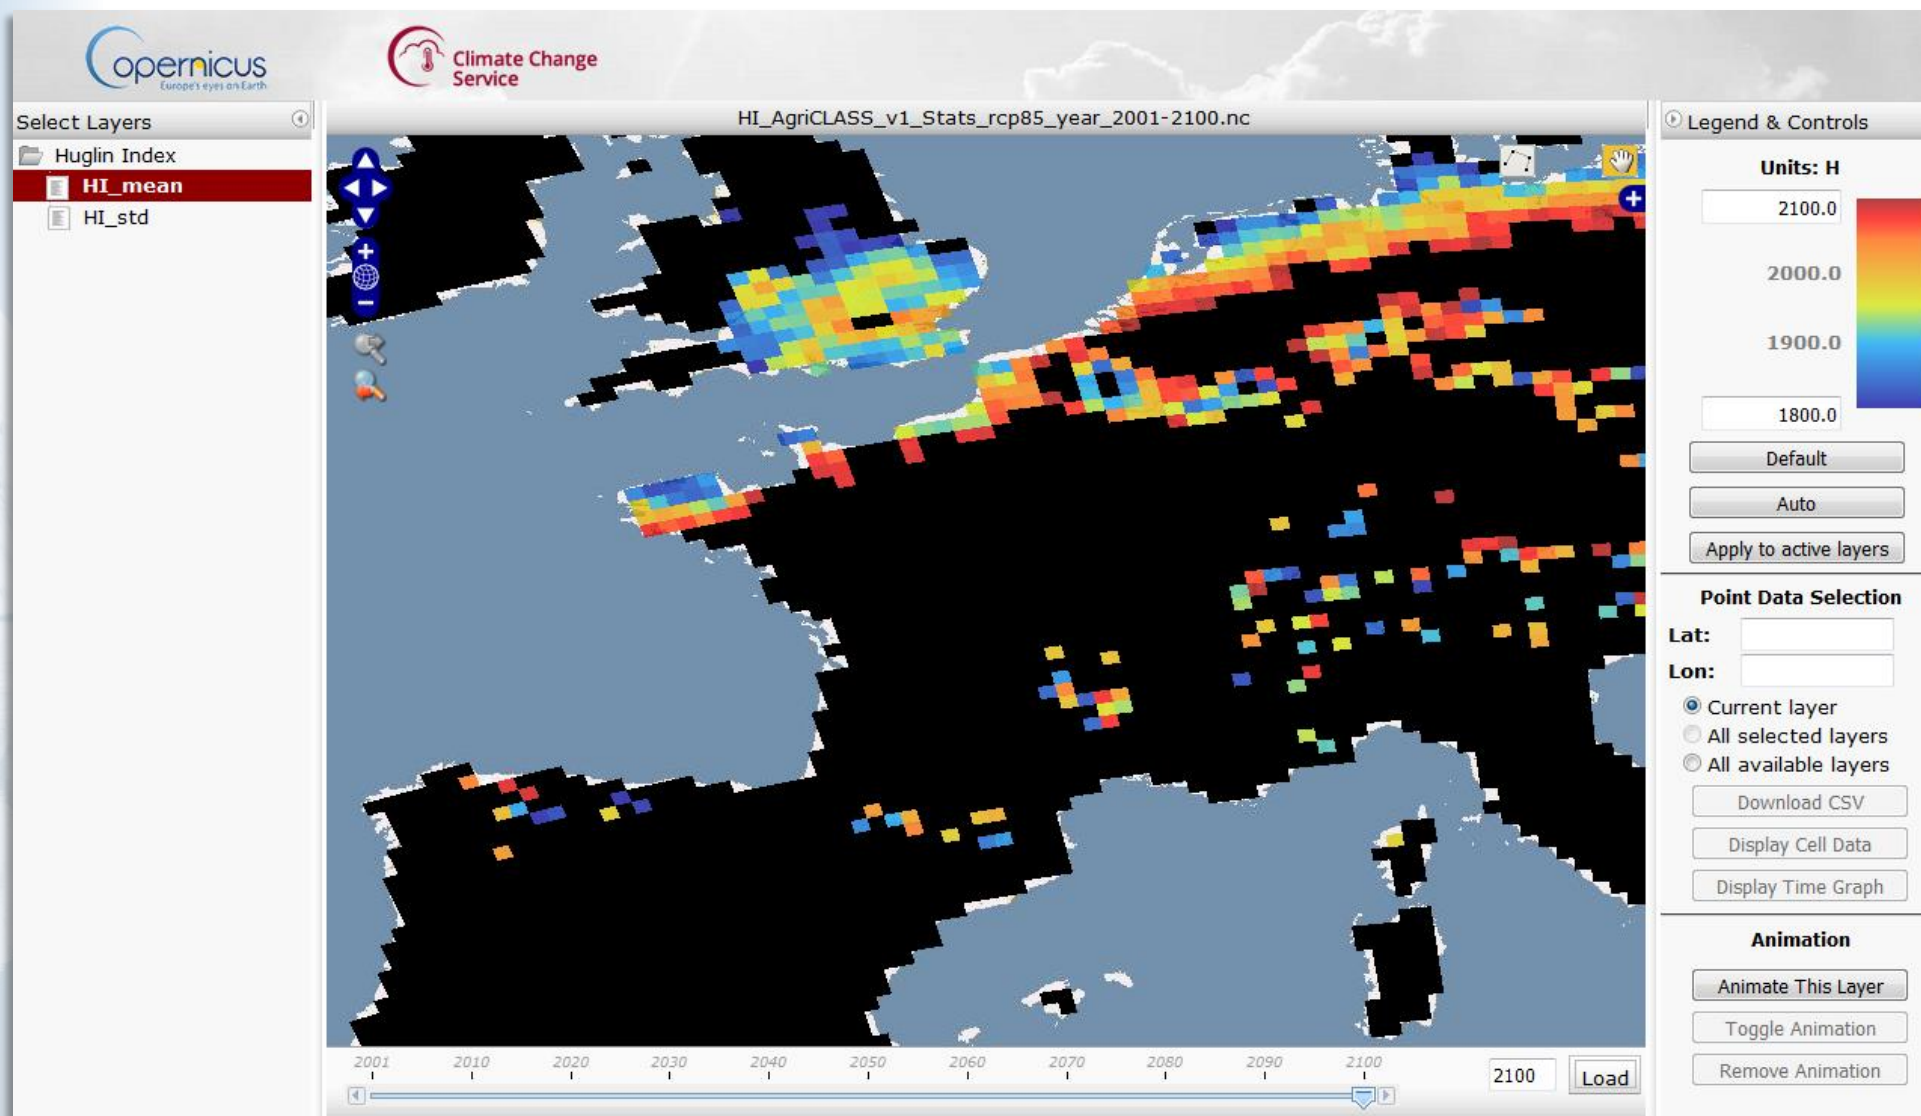 Copernicus
Europe's eyes on Earth
Climate Change
Service
Select Layers
HI_AgriCLASS_v1_Stats_rcp85_year_2001-2100.nc
Legend & Controls
Huglin Index
HI_mean
HI_std
Units: H
2100.0
2000.0
1900.0
1800.0
Default
Auto
Apply to active layers
Point Data Selection
Lat:
Lon:
Current layer
All selected layers
All available layers
Download CSV
Display Cell Data
Display Time Graph
Animation
Animate This Layer
Toggle Animation
Remove Animation
2001 2010 2020 2030 2040 2050 2060 2070 2080 2090 2100
2100 Load